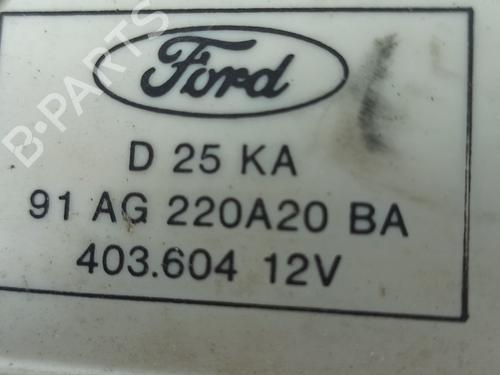 B-PARTS
Ford
D 25 KA
91 AG 220A20 BA
403.604 12V